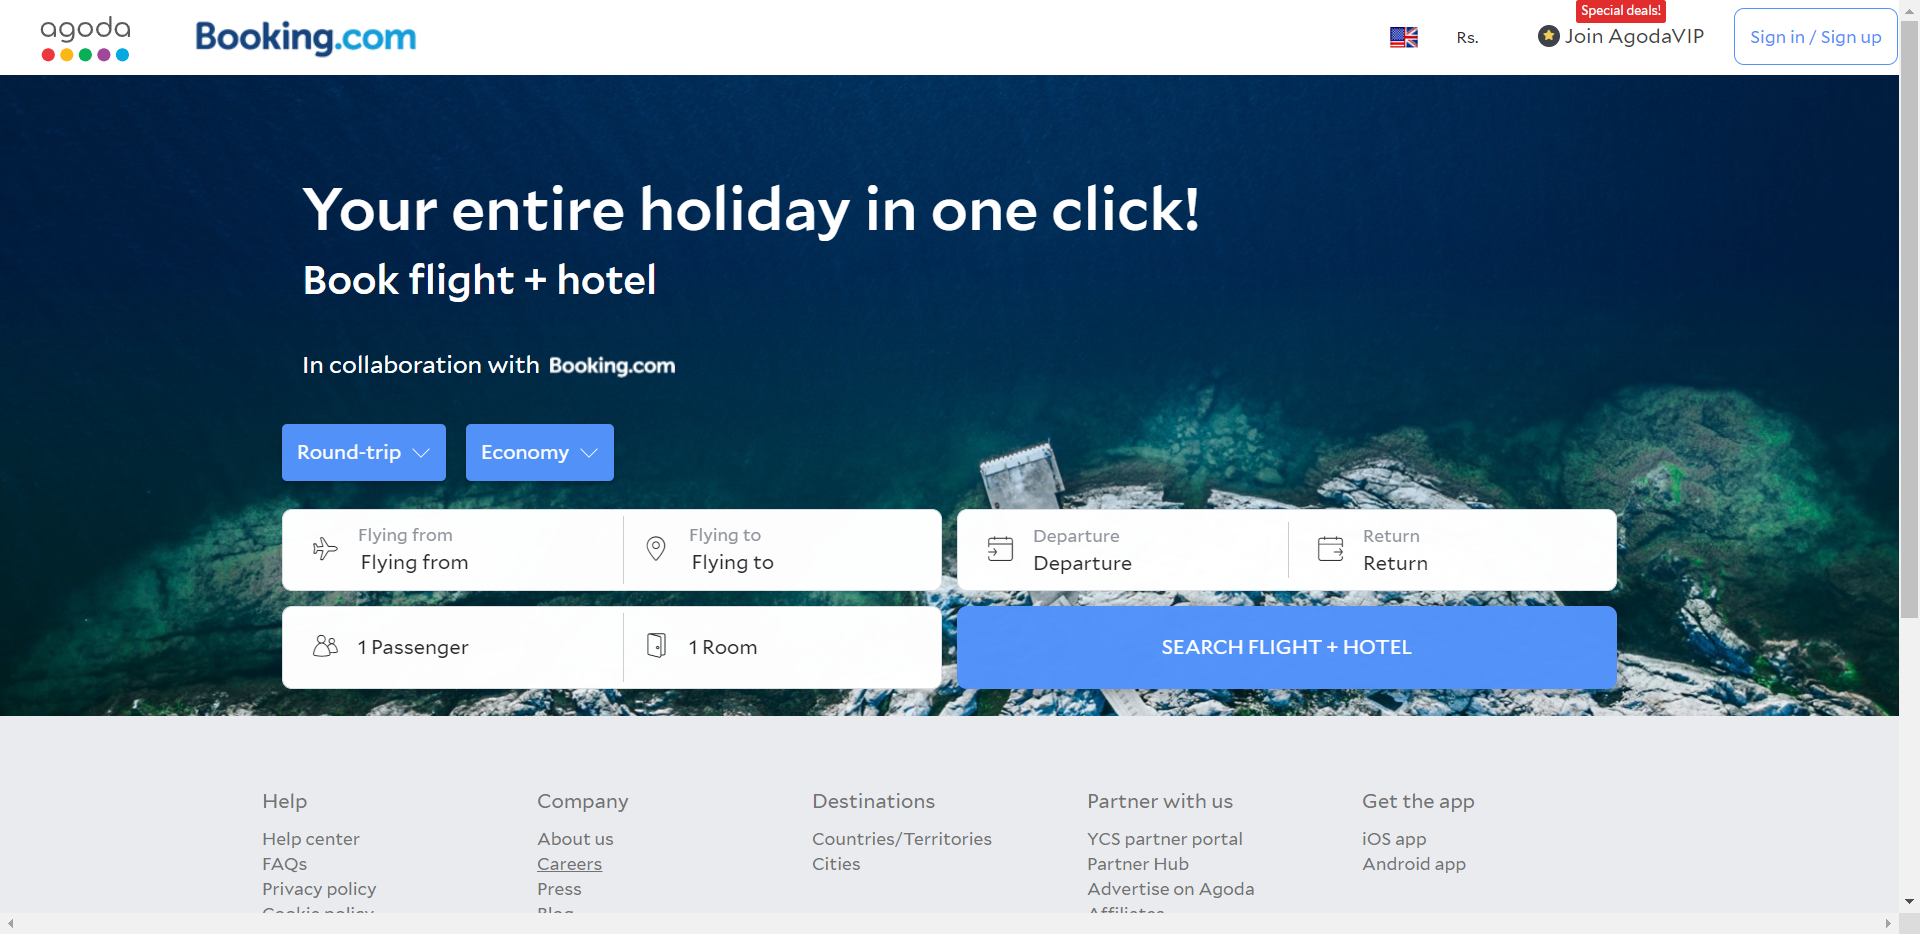 agoda
Booking.com
Rs.
Special deals!
Join AgodaVIP
Sign in / Sign up
Your entire holiday in one click!
Book flight + hotel
In collaboration with Booking.com
Round-trip
Economy
Flying from
Flying from
Flying to
Flying to
Departure
Departure
Return
Return
1 Passenger
1 Room
SEARCH FLIGHT + HOTEL
Help
Help center
FAQs
Privacy policy
Cookie policy
Company
About us
Careers
Press
Blog
Destinations
Countries/Territories
Cities
Partner with us
YCS partner portal
Partner Hub
Advertise on Agoda
Affiliates
Get the app
iOS app
Android app